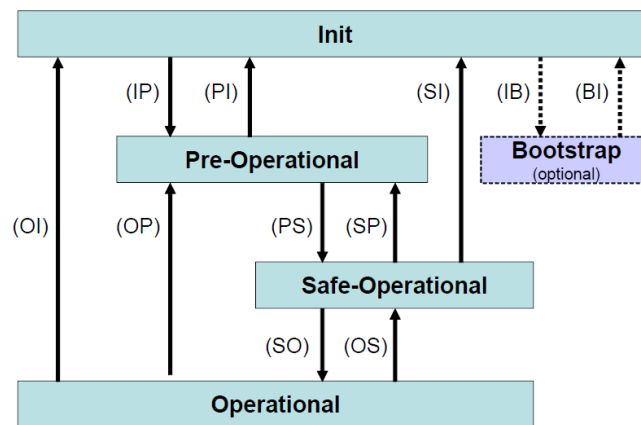 Init
(IP)
(PI)
(SI)
(IB)
(BI)
Pre-Operational
Bootstrap
(optional)
(OI)
(OP)
(PS)
(SP)
Safe-Operational
(SO)
(OS)
Operational